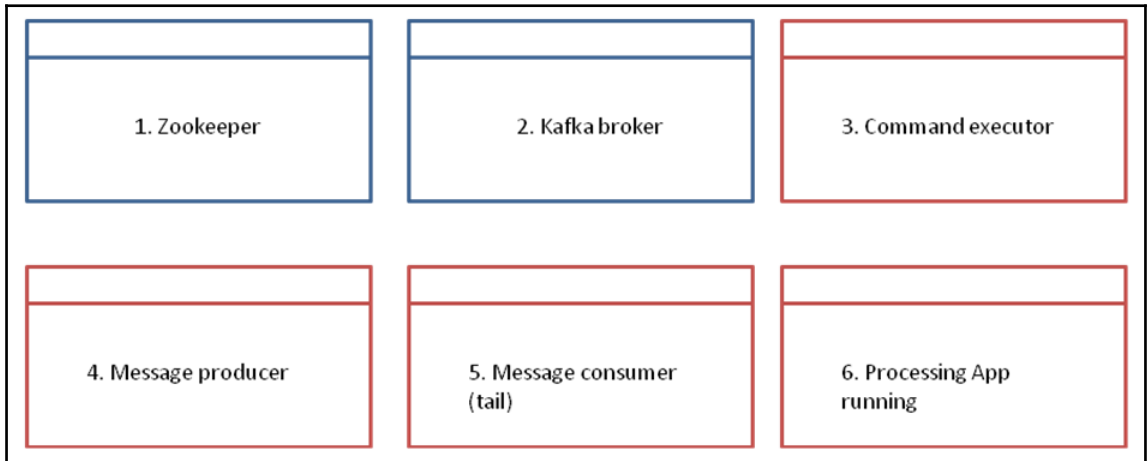 1. Zookeeper
2. Kafka broker
3. Command executor
4. Message producer
5. Message consumer
(tail)
6. Processing App
running